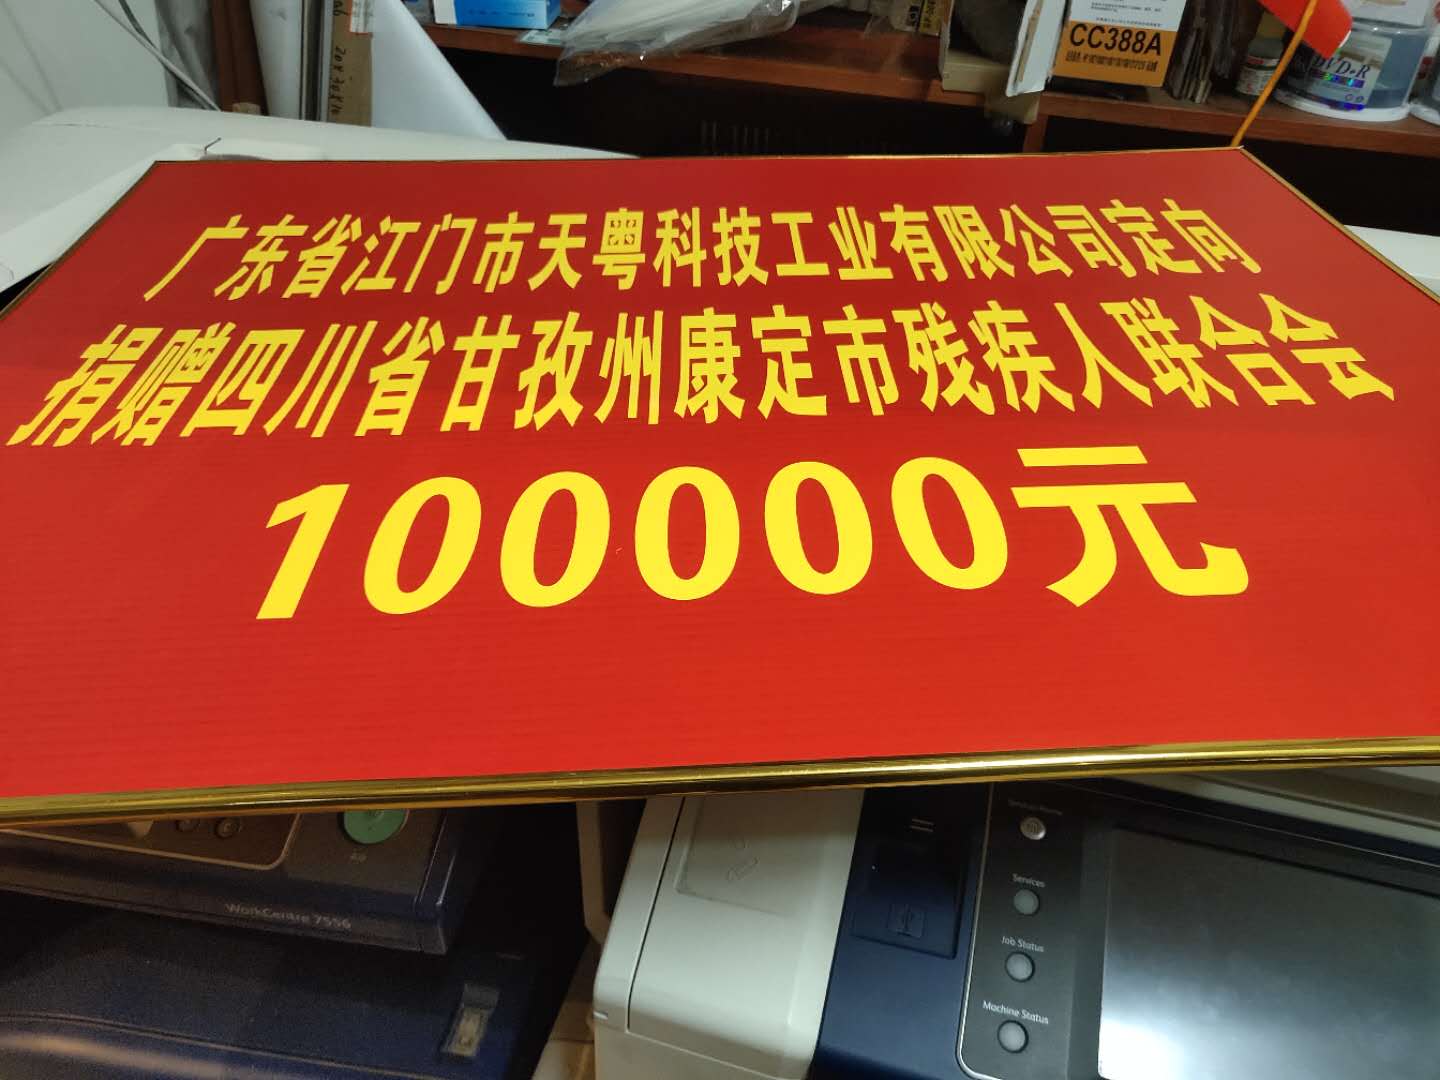 CC388A
DVD-R
广东省江门市天粤科技工业有限公司定向
捐赠四川省甘孜州康定市残疾人联合会
100000元
WorkCentre 7556
Services
Job Status
Machine Status